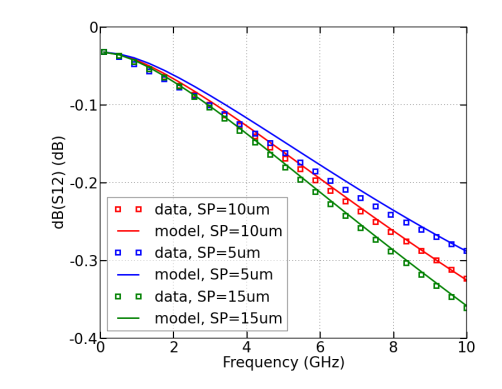 0
-0.1
-0.2
-0.3
-0.4
dB(S12) (dB)
data, SP=10um
model, SP=10um
data, SP=5um
model, SP=5um
data, SP=15um
model, SP=15um
0 2 4 6 8 10
Frequency (GHz)